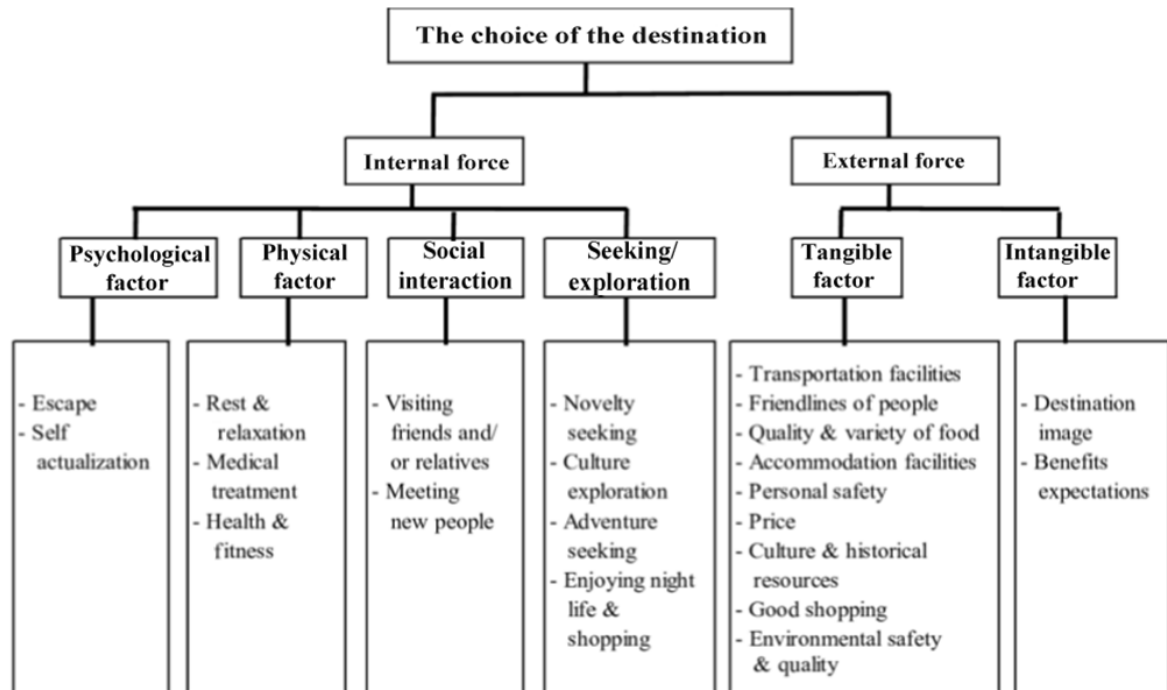 The choice of the destination
Internal force
External force
Psychological
factor
Physical
factor
Social
interaction
Seeking/
exploration
Tangible
factor
Intangible
factor
- Escape
- Self
actualization
- Rest &
relaxation
- Medical
treatment
- Health &
fitness
- Visiting
friends and/
or relatives
- Meeting
new people
- Novelty
seeking
- Culture
exploration
- Adventure
seeking
- Enjoying night
life &
shopping
- Transportation facilities
- Friendlines of people
- Quality & variety of food
- Accommodation facilities
- Personal safety
- Price
- Culture & historical
resources
- Good shopping
- Environmental safety
& quality
- Destination
image
- Benefits
expectations